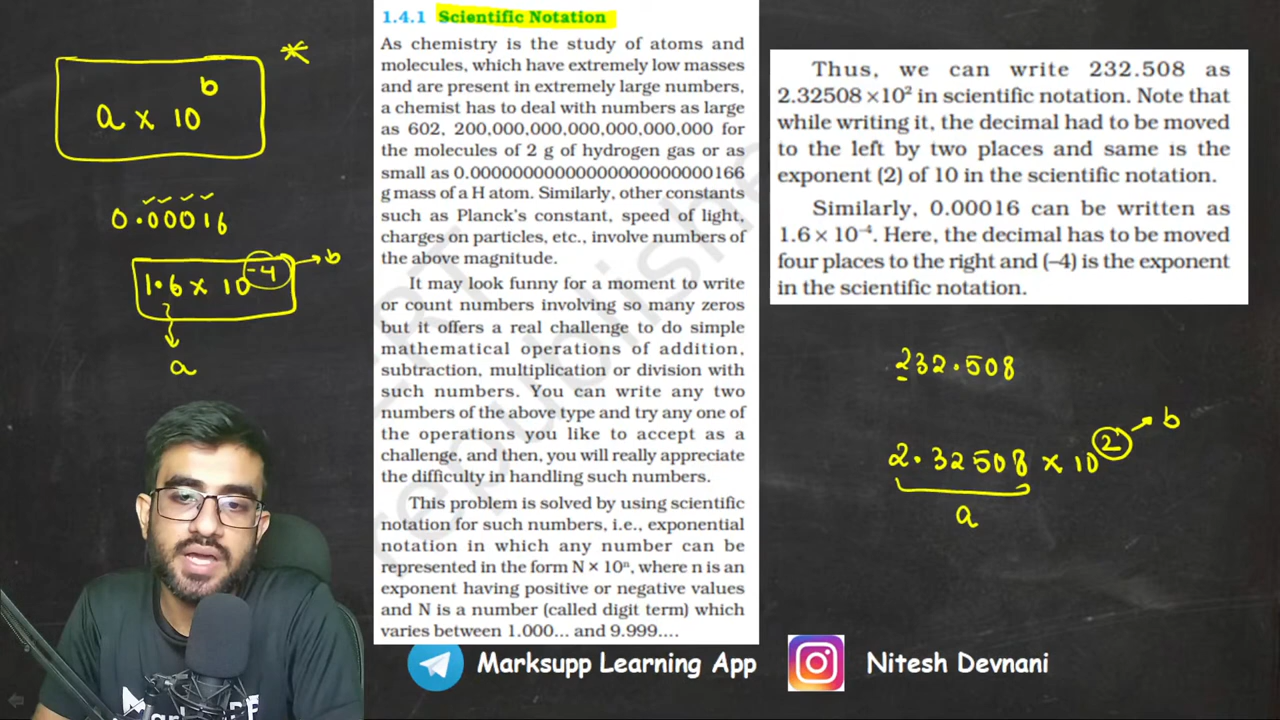 a x 10^b *
0.00016
1.6 x 10^-4 → b
a
1.4.1 Scientific Notation
As chemistry is the study of atoms and
molecules, which have extremely low masses
and are present in extremely large numbers,
a chemist has to deal with numbers as large
as 602, 200,000,000,000,000,000,000 for
the molecules of 2 g of hydrogen gas or as
small as 0.00000000000000000000000166
g mass of a H atom. Similarly, other constants
such as Planck's constant, speed of light,
charges on particles, etc., involve numbers of
the above magnitude.
It may look funny for a moment to write
or count numbers involving so many zeros
but it offers a real challenge to do simple
mathematical operations of addition,
subtraction, multiplication or division with
such numbers. You can write any two
numbers of the above type and try any one of
the operations you like to accept as a
challenge, and then, you will really appreciate
the difficulty in handling such numbers.
This problem is solved by using scientific
notation for such numbers, i.e., exponential
notation in which any number can be
represented in the form N × 10ⁿ, where n is an
exponent having positive or negative values
and N is a number (called digit term) which
varies between 1.000... and 9.999....
Thus, we can write 232.508 as
2.32508 ×10² in scientific notation. Note that
while writing it, the decimal had to be moved
to the left by two places and same is the
exponent (2) of 10 in the scientific notation.
Similarly, 0.00016 can be written as
1.6 × 10⁻⁴. Here, the decimal has to be moved
four places to the right and (–4) is the exponent
in the scientific notation.
232.508
2.32508 x 10^2 → b
a
Marksupp Learning App
Nitesh Devnani